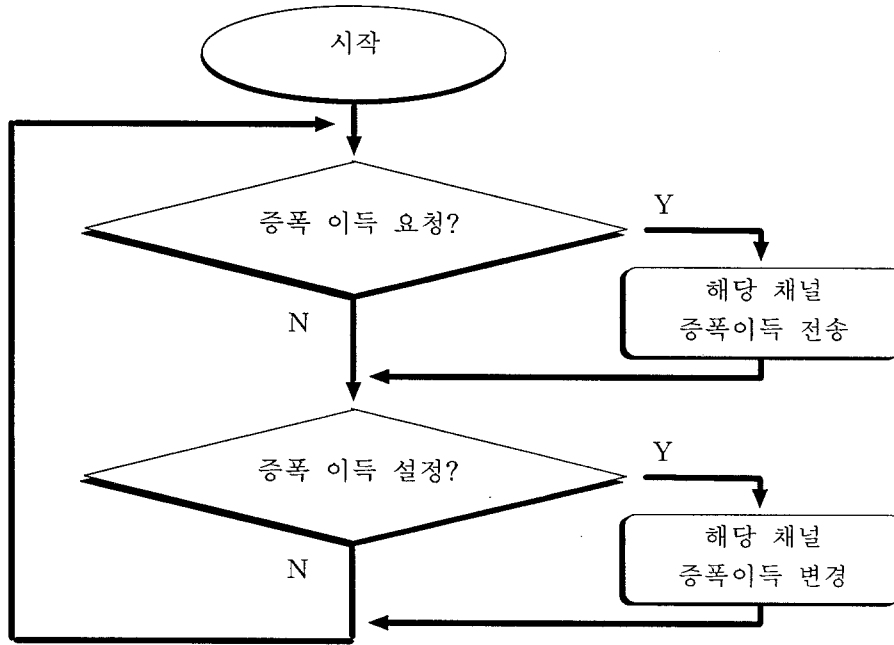 시작
증폭 이득 요청?
Y
해당 채널
증폭이득 전송
N
증폭 이득 설정?
Y
해당 채널
증폭이득 변경
N